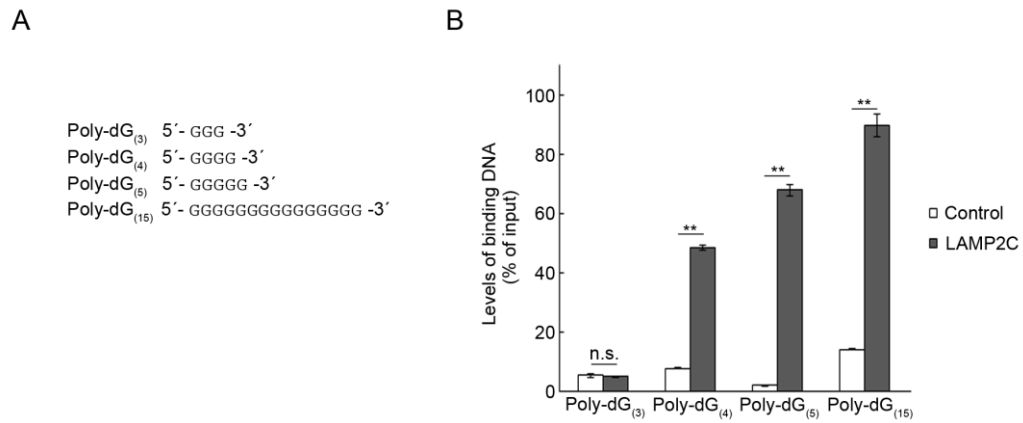 A
Poly-dG(3) 5´- GGG -3´
Poly-dG(4) 5´- GGGG -3´
Poly-dG(5) 5´- GGGGG -3´
Poly-dG(15) 5´- GGGGGGGGGGGGGGG -3´
B
Levels of binding DNA
(% of input)
100
80
60
40
20
0
n.s.
**
**
**
Poly-dG(3)
Poly-dG(4)
Poly-dG(5)
Poly-dG(15)
Control
LAMP2C